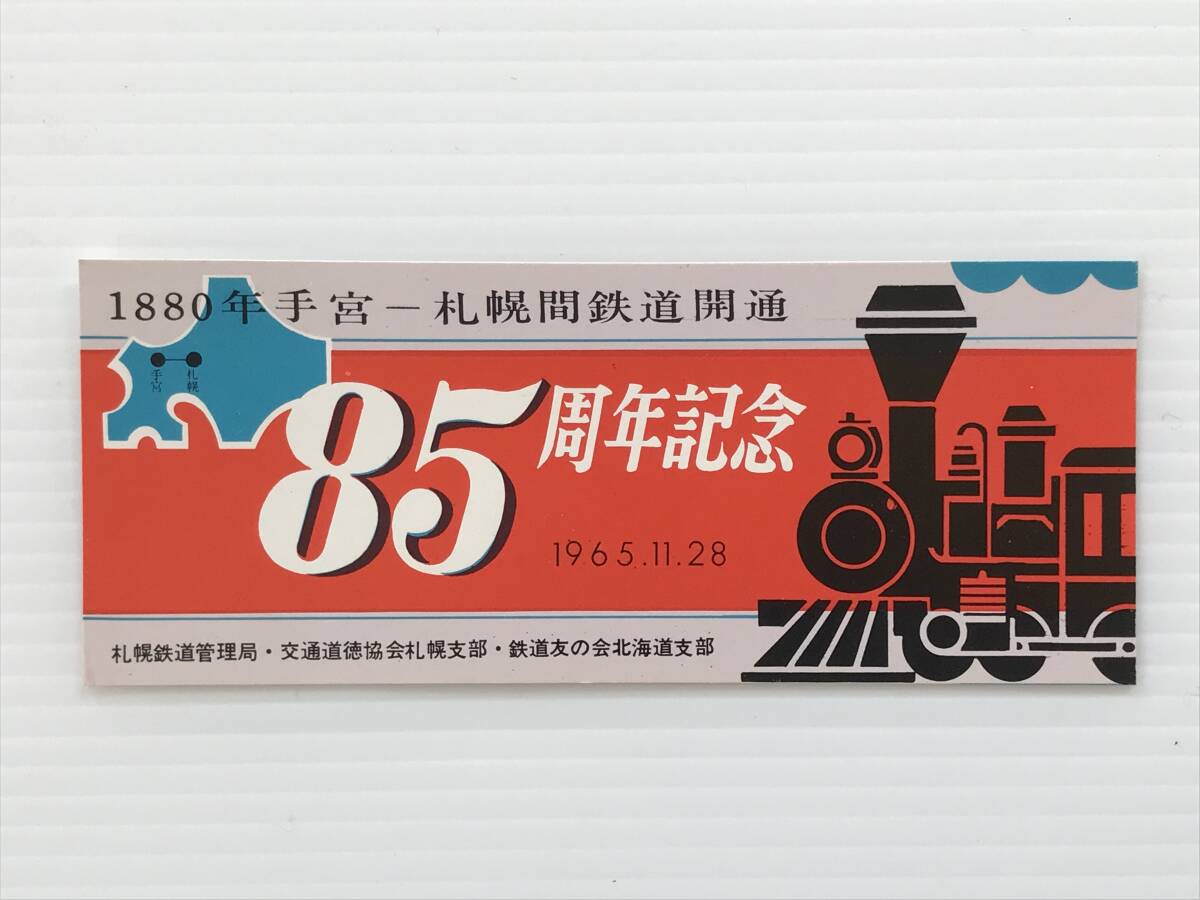 1880年手宮－札幌間鉄道開通
手宮
札幌
85周年記念
1965.11.28
札幌鉄道管理局・交通道徳協会札幌支部・鉄道友の会北海道支部